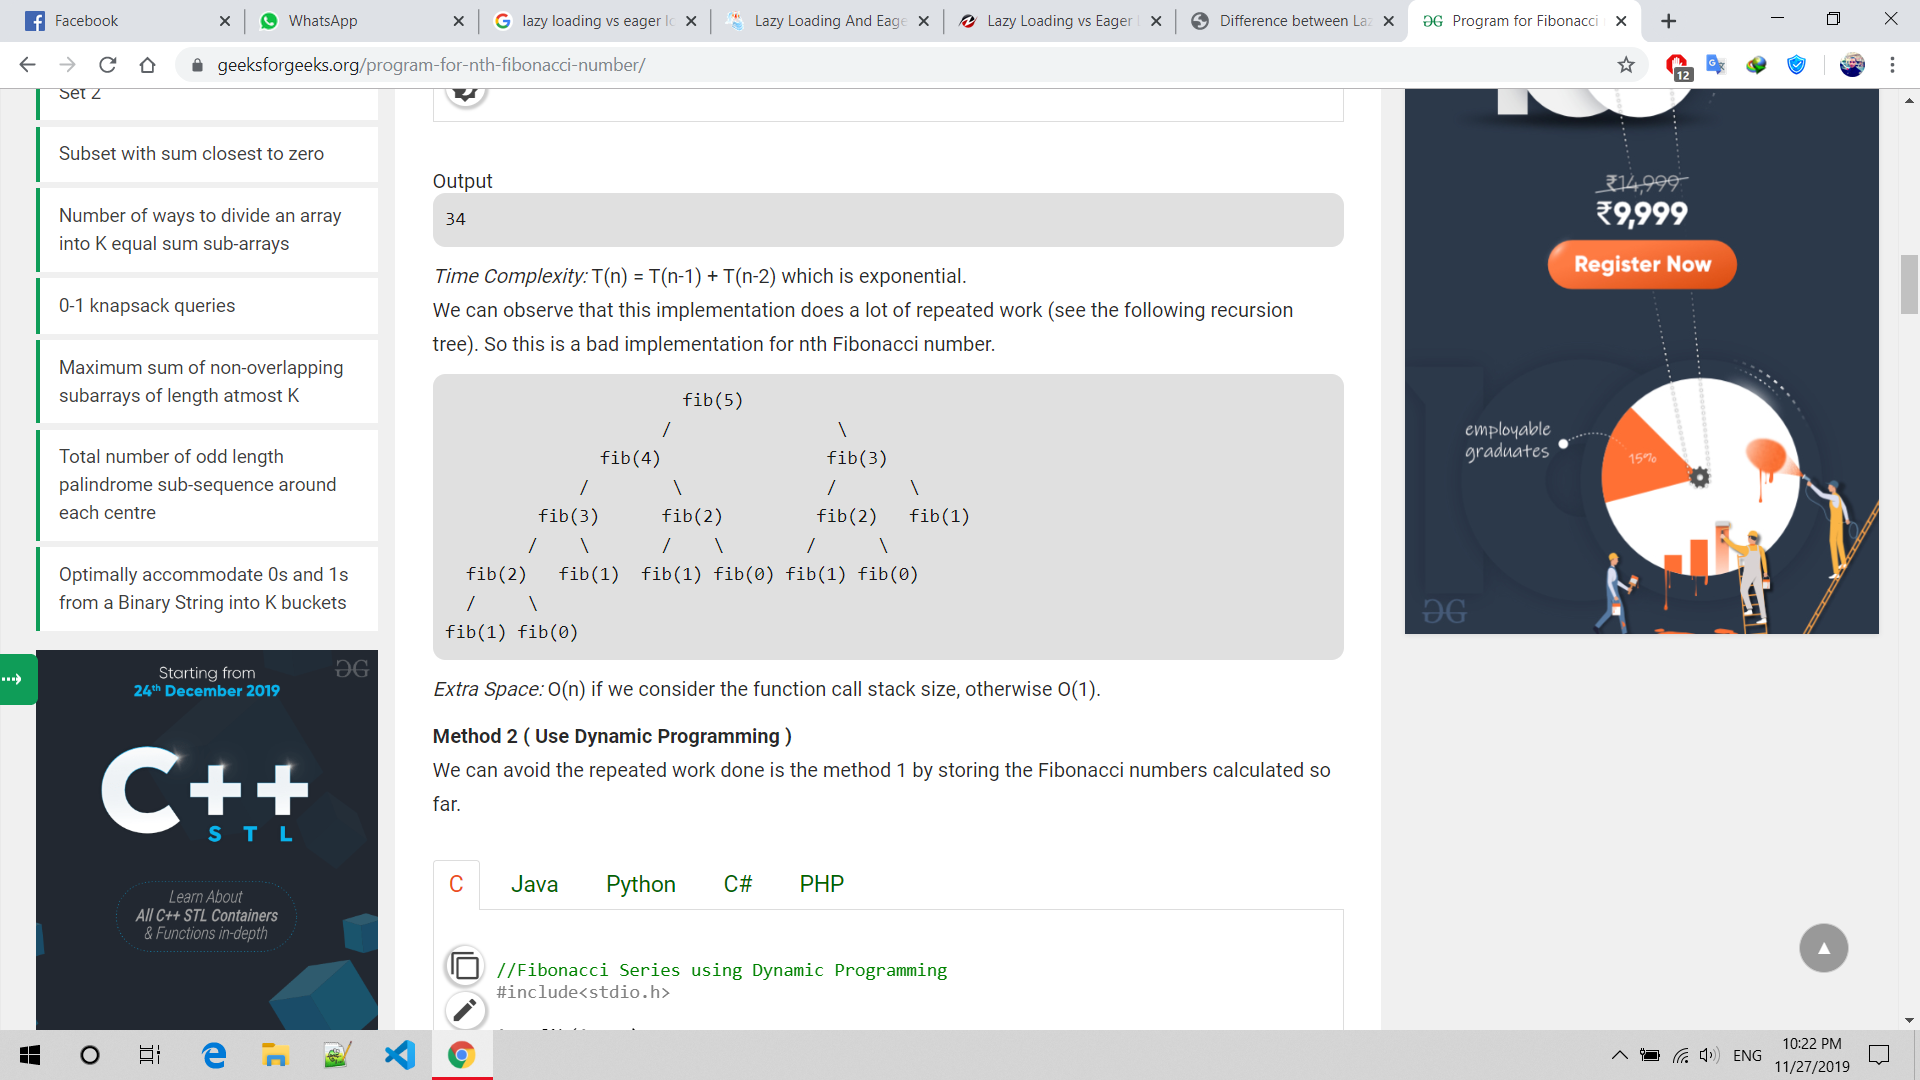 Facebook
WhatsApp
lazy loading vs eager lo
Lazy Loading And Eage
Lazy Loading vs Eager
Difference between Laz
Program for Fibonacci
geeksforgeeks.org/program-for-nth-fibonacci-number/
12
Set 2
Subset with sum closest to zero
Number of ways to divide an array
into K equal sum sub-arrays
0-1 knapsack queries
Maximum sum of non-overlapping
subarrays of length atmost K
Total number of odd length
palindrome sub-sequence around
each centre
Optimally accommodate 0s and 1s
from a Binary String into K buckets
Starting from
24th December 2019
C++
STL
Learn About
All C++ STL Containers
& Functions in-depth
Output
34
Time Complexity: T(n) = T(n-1) + T(n-2) which is exponential.
We can observe that this implementation does a lot of repeated work (see the following recursion
tree). So this is a bad implementation for nth Fibonacci number.
fib(5)
/ \
fib(4) fib(3)
/ \ / \
fib(3) fib(2) fib(2) fib(1)
/ \ / \ / \
fib(2) fib(1) fib(1) fib(0) fib(1) fib(0)
/ \
fib(1) fib(0)
Extra Space: O(n) if we consider the function call stack size, otherwise O(1).
Method 2 ( Use Dynamic Programming )
We can avoid the repeated work done is the method 1 by storing the Fibonacci numbers calculated so
far.
C Java Python C# PHP
//Fibonacci Series using Dynamic Programming
#include<stdio.h>
₹14,999
₹9,999
Register Now
employable
graduates
15%
ENG
10:22 PM
11/27/2019